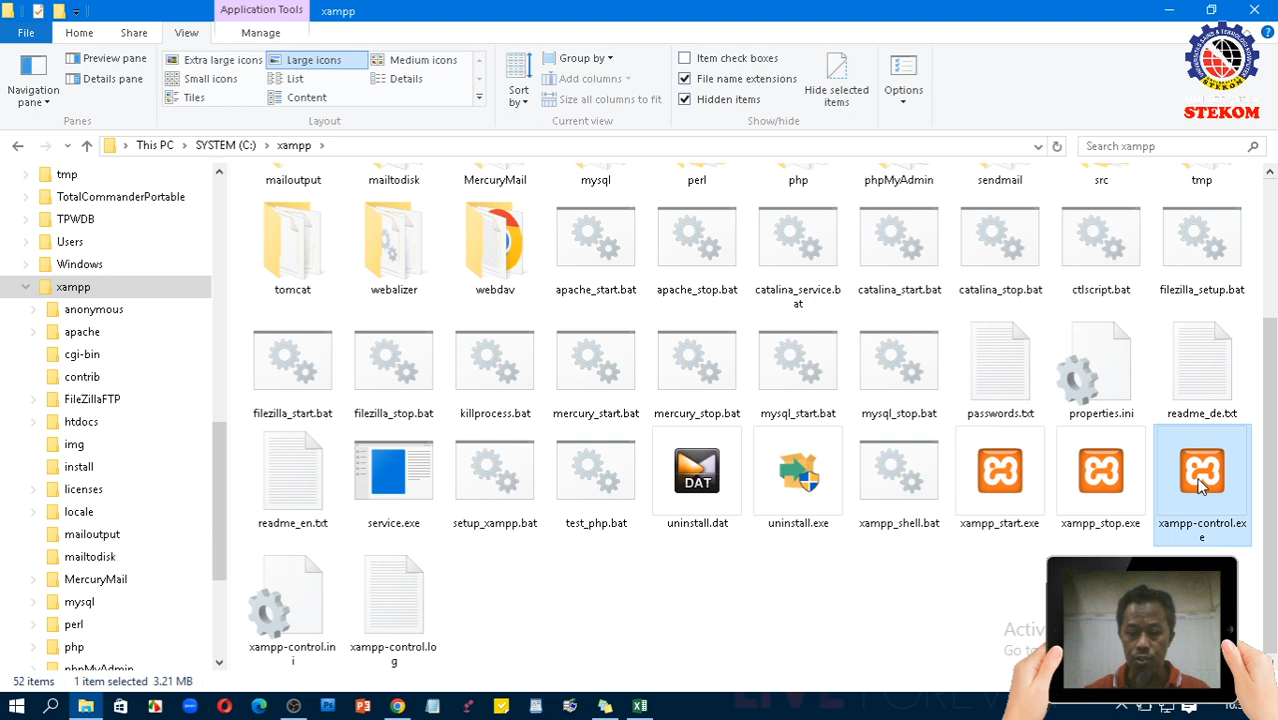 Application Tools
xampp
File
Home
Share
View
Manage
Navigation pane
Preview pane
Details pane
Panes
Extra large icons
Large icons
Medium icons
Small icons
List
Details
Tiles
Content
Layout
Sort by
Group by
Add columns
Size all columns to fit
Current view
Item check boxes
File name extensions
Hidden items
Hide selected items
Show/hide
Options
STEKOM
This PC
SYSTEM (C:)
xampp
Search xampp
tmp
TotalCommanderPortable
TPWDB
Users
Windows
xampp
anonymous
apache
cgi-bin
contrib
FileZillaFTP
htdocs
img
install
licenses
locale
mailoutput
mailtodisk
MercuryMail
mysql
perl
php
phpMyAdmin
mailoutput
mailtodisk
MercuryMail
mysql
perl
php
phpMyAdmin
sendmail
src
tmp
tomcat
webalizer
webdav
apache_start.bat
apache_stop.bat
catalina_service.b
at
catalina_start.bat
catalina_stop.bat
ctlscript.bat
filezilla_setup.bat
filezilla_start.bat
filezilla_stop.bat
killprocess.bat
mercury_start.bat
mercury_stop.bat
mysql_start.bat
mysql_stop.bat
passwords.txt
properties.ini
readme_de.txt
readme_en.txt
service.exe
setup_xampp.bat
test_php.bat
DAT
uninstall.dat
uninstall.exe
xampp_shell.bat
xampp_start.exe
xampp_stop.exe
xampp-control.ex
e
xampp-control.in
i
xampp-control.lo
g
Activ
Go to
52 items
1 item selected 3.21 MB